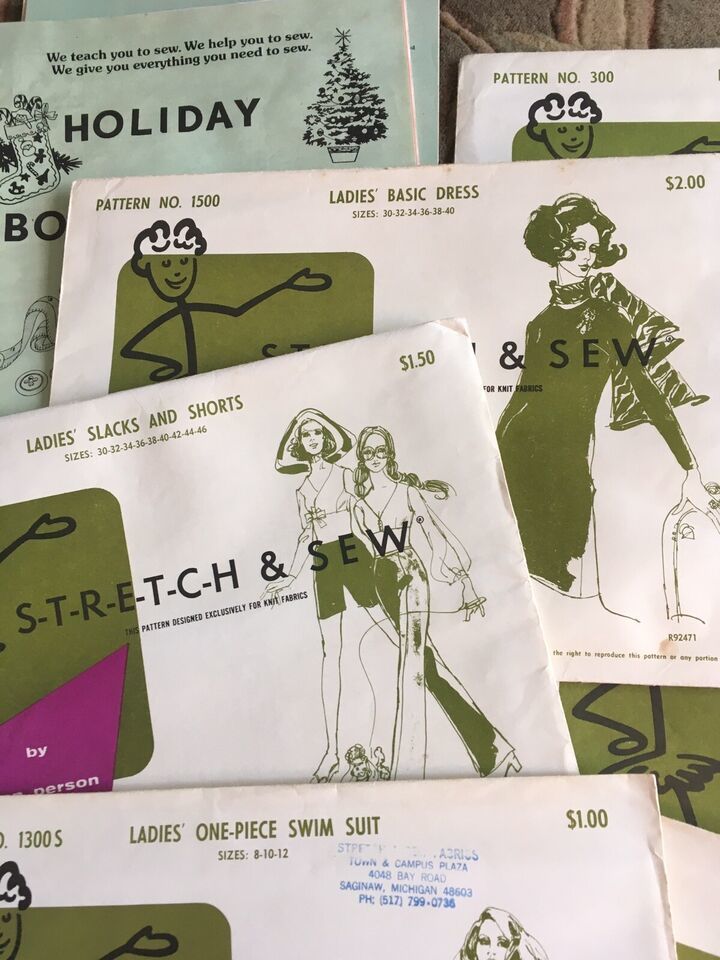 We teach you to sew. We help you to sew.
We give you everything you need to sew.
HOLIDAY
BO
PATTERN NO. 300
PATTERN NO. 1500
LADIES' BASIC DRESS
SIZES: 30-32-34-36-38-40
$2.00
& SEW®
FOR KNIT FABRICS
R92471
the right to reproduce this pattern or any portion
LADIES' SLACKS AND SHORTS
SIZES: 30-32-34-36-38-40-42-44-46
$1.50
S-T-R-E-T-C-H & SEW®
THIS PATTERN DESIGNED EXCLUSIVELY FOR KNIT FABRICS
by
person
1300S
LADIES' ONE-PIECE SWIM SUIT
SIZES: 8-10-12
$1.00
TOWN & CAMPUS PLAZA
4048 BAY ROAD
SAGINAW, MICHIGAN 48603
PH; (517) 799-0736